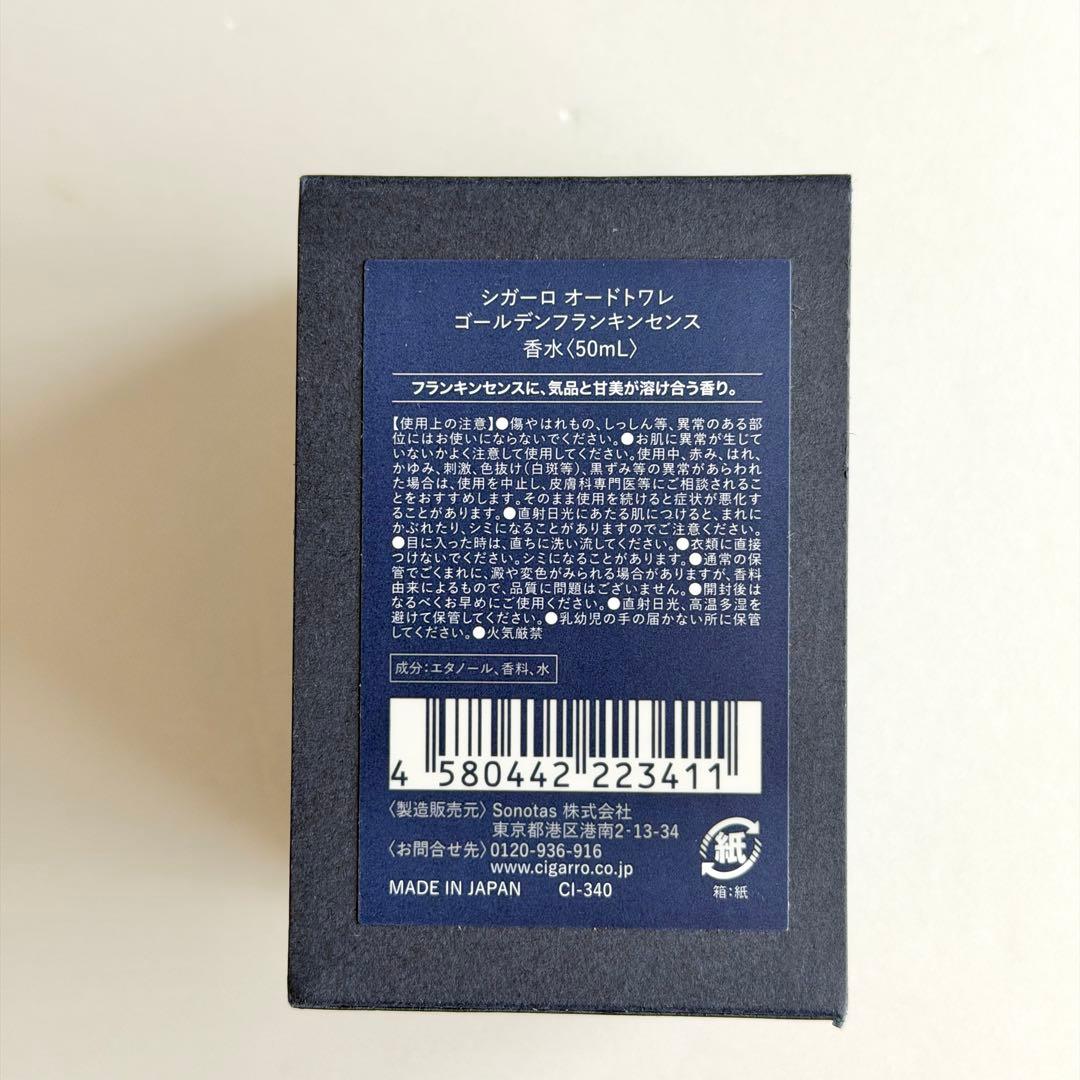 シガーロ オードトワレ
ゴールデンフランキンセンス
香水〈50mL〉
フランキンセンスに、気品と甘美が溶け合う香り。
【使用上の注意】●傷やはれもの、しっしん等、異常のある部
位にはお使いにならないでください。●お肌に異常が生じて
いないかよく注意して使用してください。使用中、赤み、はれ、
かゆみ、刺激、色抜け(白斑等)、黒ずみ等の異常があらわれ
た場合は、使用を中止し、皮膚科専門医等にご相談されるこ
とをおすすめします。そのまま使用を続けると症状が悪化す
ることがあります。●直射日光にあたる肌につけると、まれに
かぶれたり、シミになることがありますのでご注意ください。
●目に入った時は、直ちに洗い流してください。●衣類に直接
つけないでください。シミになることがあります。●通常の保
管でごくまれに、澱や変色がみられる場合がありますが、香料
由来によるもので、品質に問題はございません。●開封後は
なるべくお早めにご使用ください。●直射日光、高温多湿を
避けて保管してください。●乳幼児の手の届かない所に保管
してください。●火気厳禁
成分：エタノール、香料、水
4 580442 223411
〈製造販売元〉Sonotas 株式会社
東京都港区港南2-13-34
〈お問合せ先〉0120-936-916
www.cigarro.co.jp
MADE IN JAPAN CI-340
紙
箱：紙